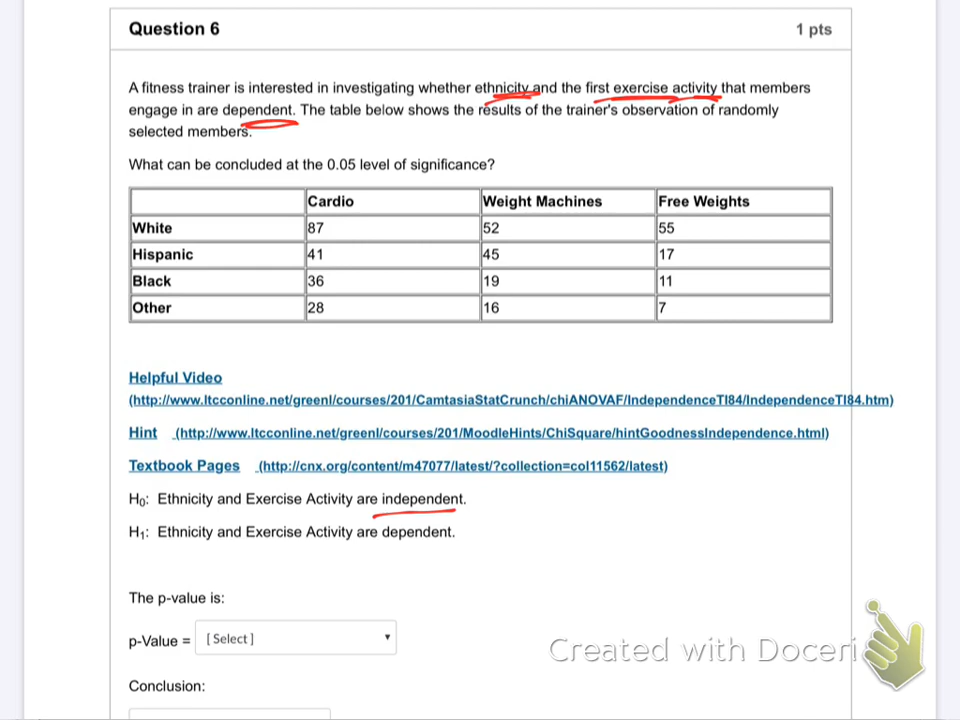 Question 6 1 pts
A fitness trainer is interested in investigating whether ethnicity and the first exercise activity that members
engage in are dependent. The table below shows the results of the trainer's observation of randomly
selected members.
What can be concluded at the 0.05 level of significance?
Cardio Weight Machines Free Weights
White 87 52 55
Hispanic 41 45 17
Black 36 19 11
Other 28 16 7
Helpful Video
(http://www.ltcconline.net/greenl/courses/201/CamtasiaStatCrunch/chiANOVAF/IndependenceTI84/IndependenceTI84.htm)
Hint (http://www.ltcconline.net/greenl/courses/201/MoodleHints/ChiSquare/hintGoodnessIndependence.html)
Textbook Pages (http://cnx.org/content/m47077/latest/?collection=col11562/latest)
H0: Ethnicity and Exercise Activity are independent.
H1: Ethnicity and Exercise Activity are dependent.
The p-value is:
p-Value = [ Select ]
Created with Doceri
Conclusion: